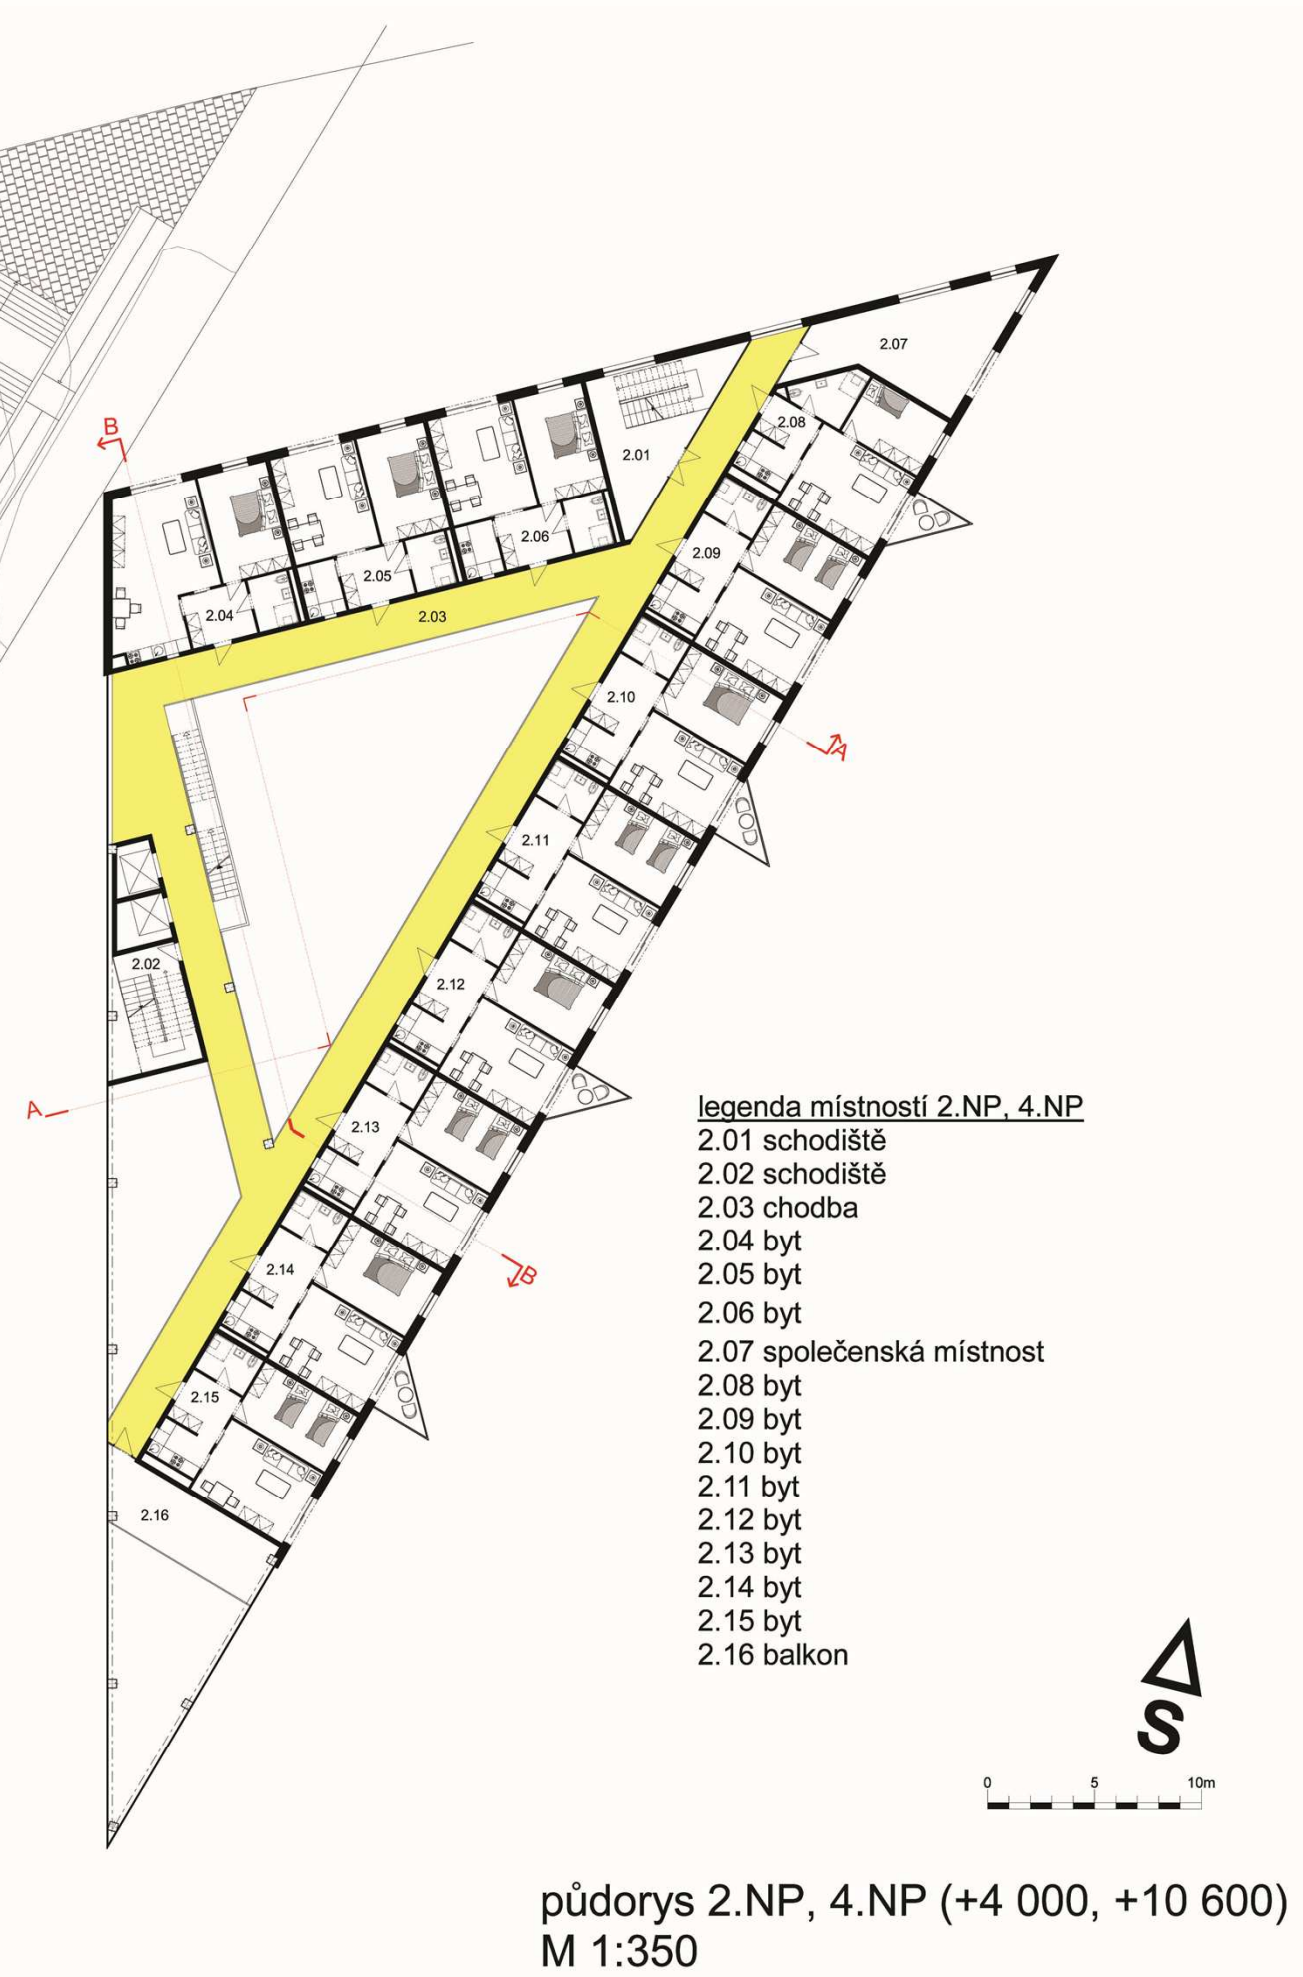 2.07
B
2.08
2.01
2.06
2.09
2.05
2.04
2.03
2.10
A
2.11
2.02
2.12
A
2.13
2.14
B
2.15
2.16
legenda místností 2.NP, 4.NP
2.01 schodiště
2.02 schodiště
2.03 chodba
2.04 byt
2.05 byt
2.06 byt
2.07 společenská místnost
2.08 byt
2.09 byt
2.10 byt
2.11 byt
2.12 byt
2.13 byt
2.14 byt
2.15 byt
2.16 balkon
S
0 5 10m
půdorys 2.NP, 4.NP (+4 000, +10 600)
M 1:350